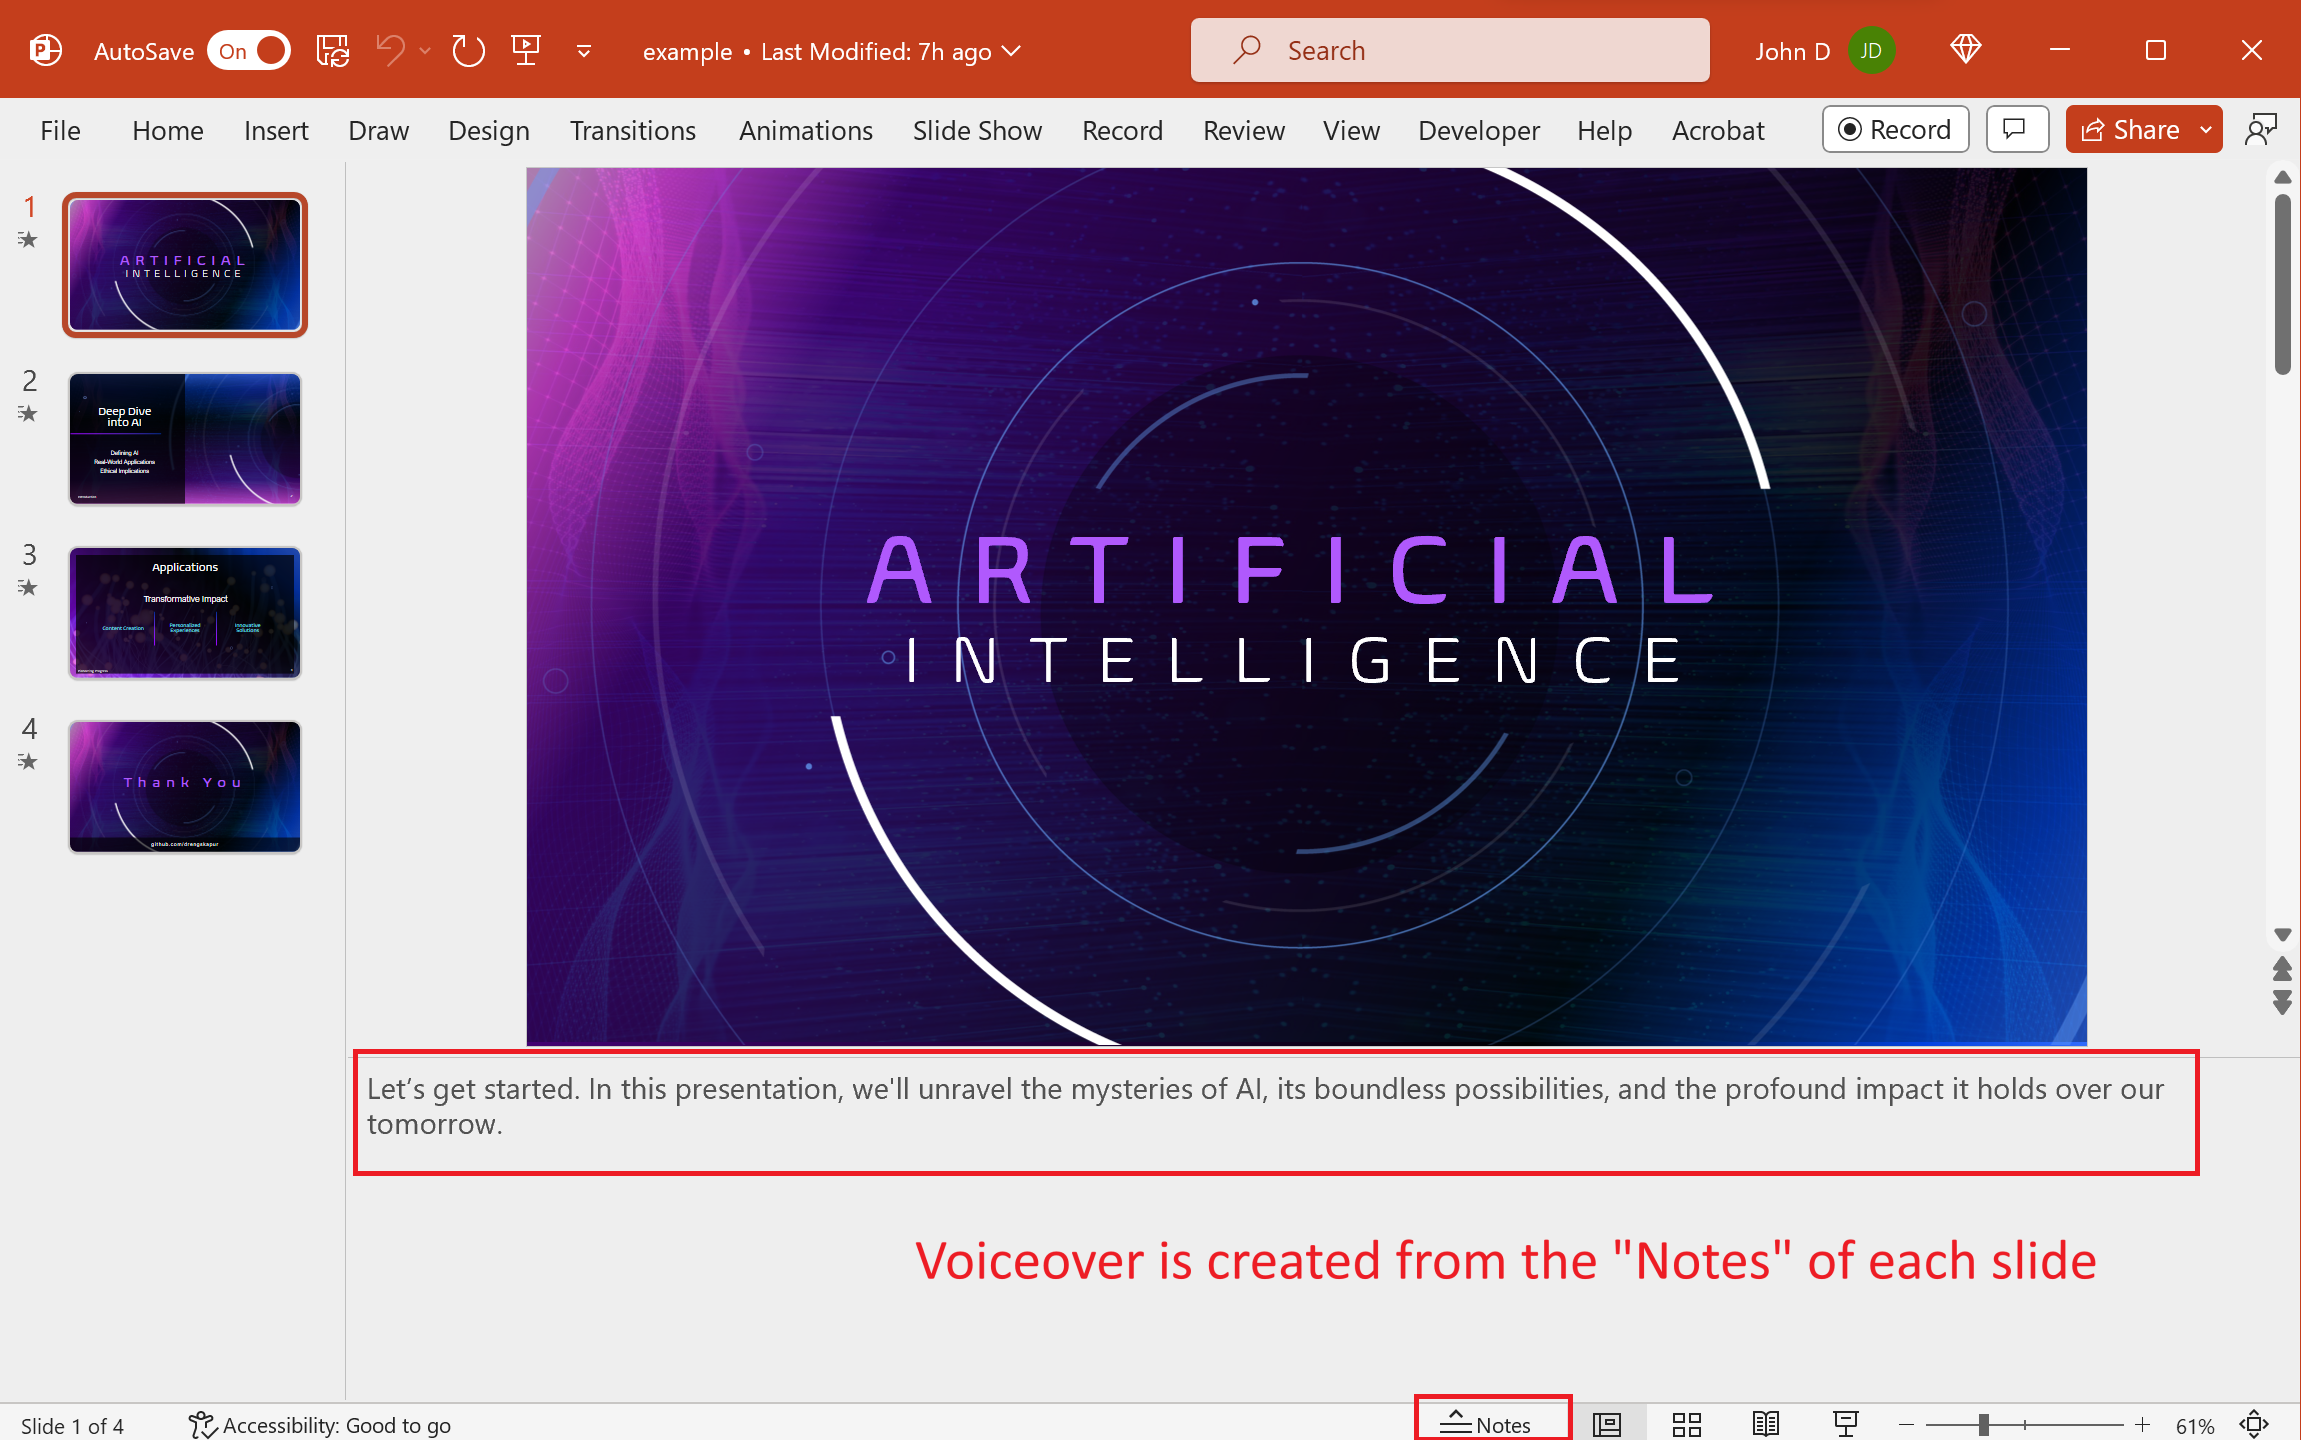 AutoSave On example • Last Modified: 7h ago Search John D JD
File Home Insert Draw Design Transitions Animations Slide Show Record Review View Developer Help Acrobat Record Share
1
ARTIFICIAL
INTELLIGENCE
2
Deep Dive
into AI
Defining AI
Real-World Applications
Ethical Implications
3
Applications
Transformative Impact
Content Creation
Personalized
Experiences
Innovative
Solutions
4
Thank You
github.com/drengskapur
ARTIFICIAL
INTELLIGENCE
Let’s get started. In this presentation, we'll unravel the mysteries of AI, its boundless possibilities, and the profound impact it holds over our
tomorrow.
Voiceover is created from the "Notes" of each slide
Slide 1 of 4 Accessibility: Good to go Notes 61%